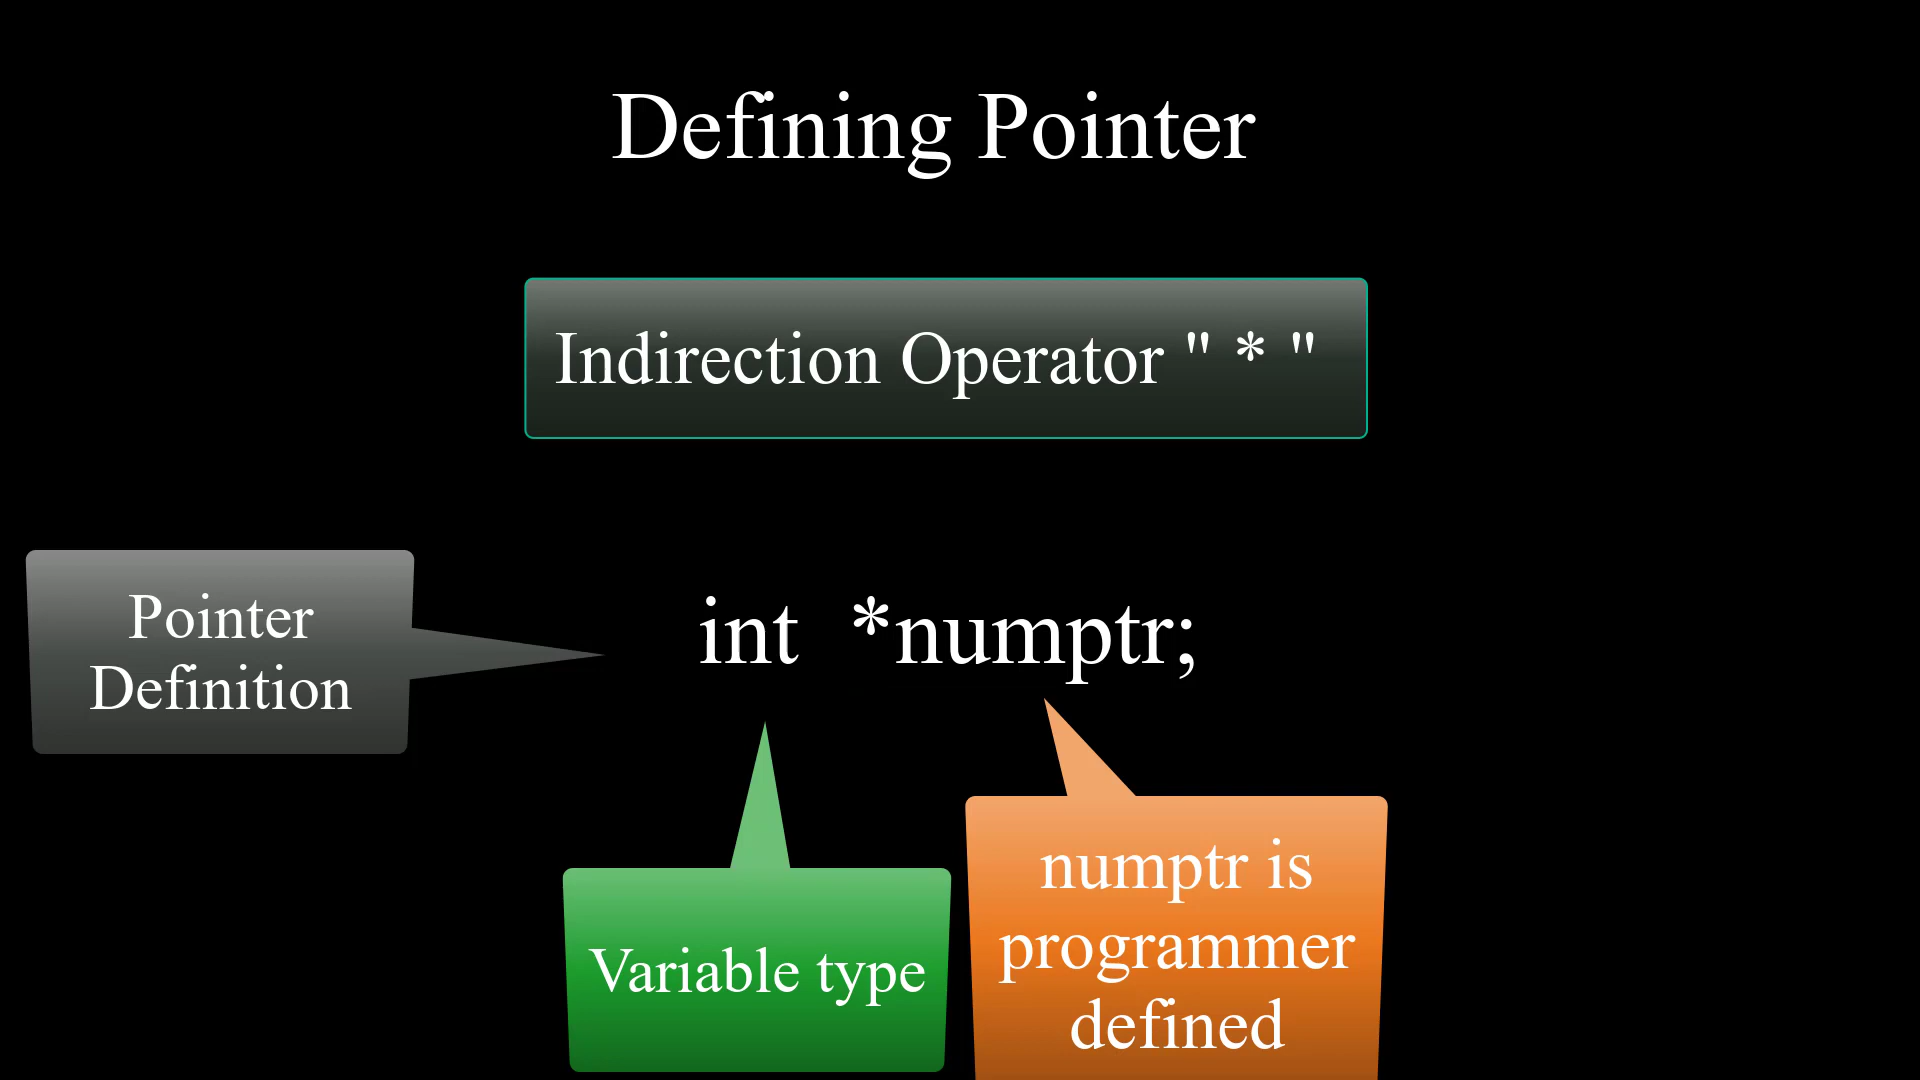 Defining Pointer
Indirection Operator " * "
Pointer
Definition
int  *numptr;
Variable type
numptr is
programmer
defined